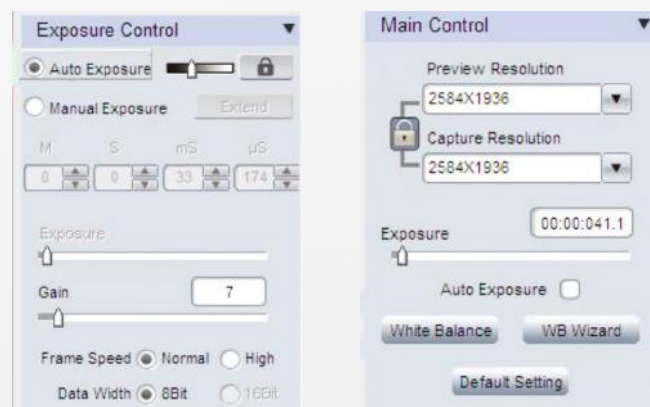 Exposure Control
Auto Exposure
Manual Exposure
Extend
M S mS µS
0 0 33 174
Exposure
Gain 7
Frame Speed Normal High
Data Width 8Bit 16Bit
Main Control
Preview Resolution
2584X1936
Capture Resolution
2584X1936
Exposure 00:00:041.1
Auto Exposure
White Balance WB Wizard
Default Setting